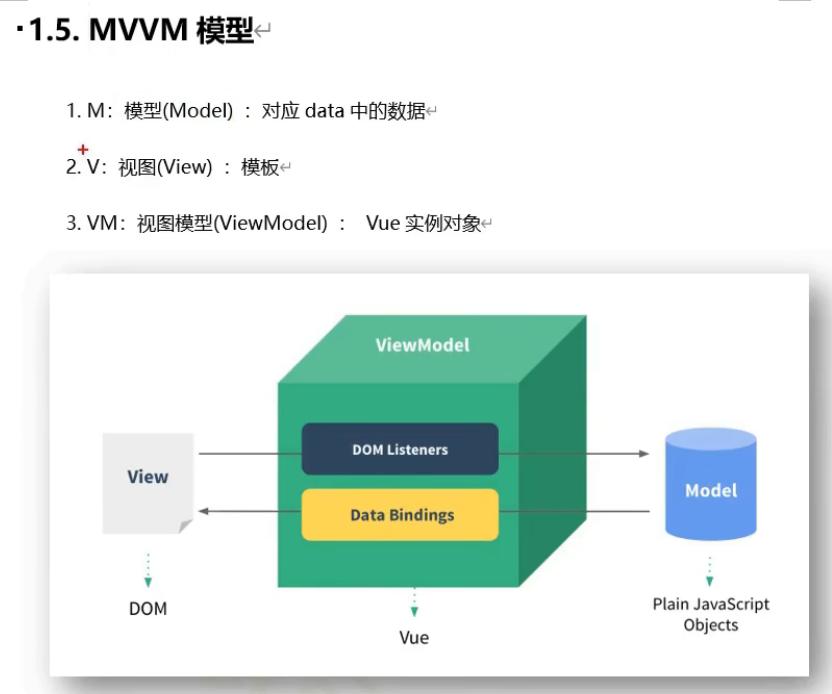 ·1.5. MVVM 模型↵
1. M：模型(Model) ：对应 data 中的数据↵
2. V：视图(View) ：模板↵
3. VM：视图模型(ViewModel) ： Vue 实例对象↵
ViewModel
DOM Listeners
View
Model
Data Bindings
DOM
Vue
Plain JavaScript
Objects